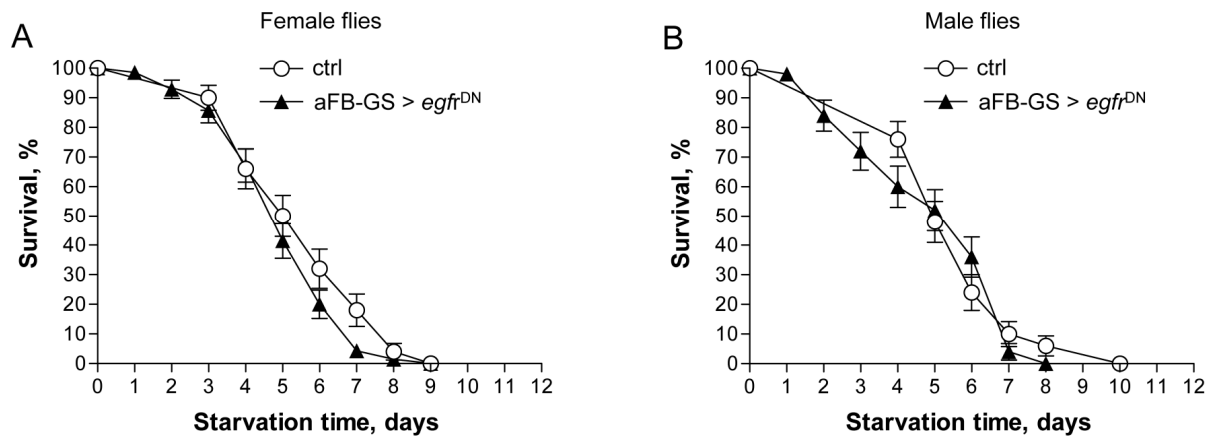 A
Female flies
ctrl
aFB-GS > egfrDN
Survival, %
100
90
80
70
60
50
40
30
20
10
0
0 1 2 3 4 5 6 7 8 9 10 11 12
Starvation time, days
B
Male flies
ctrl
aFB-GS > egfrDN
Survival, %
100
90
80
70
60
50
40
30
20
10
0
0 1 2 3 4 5 6 7 8 9 10 11 12
Starvation time, days